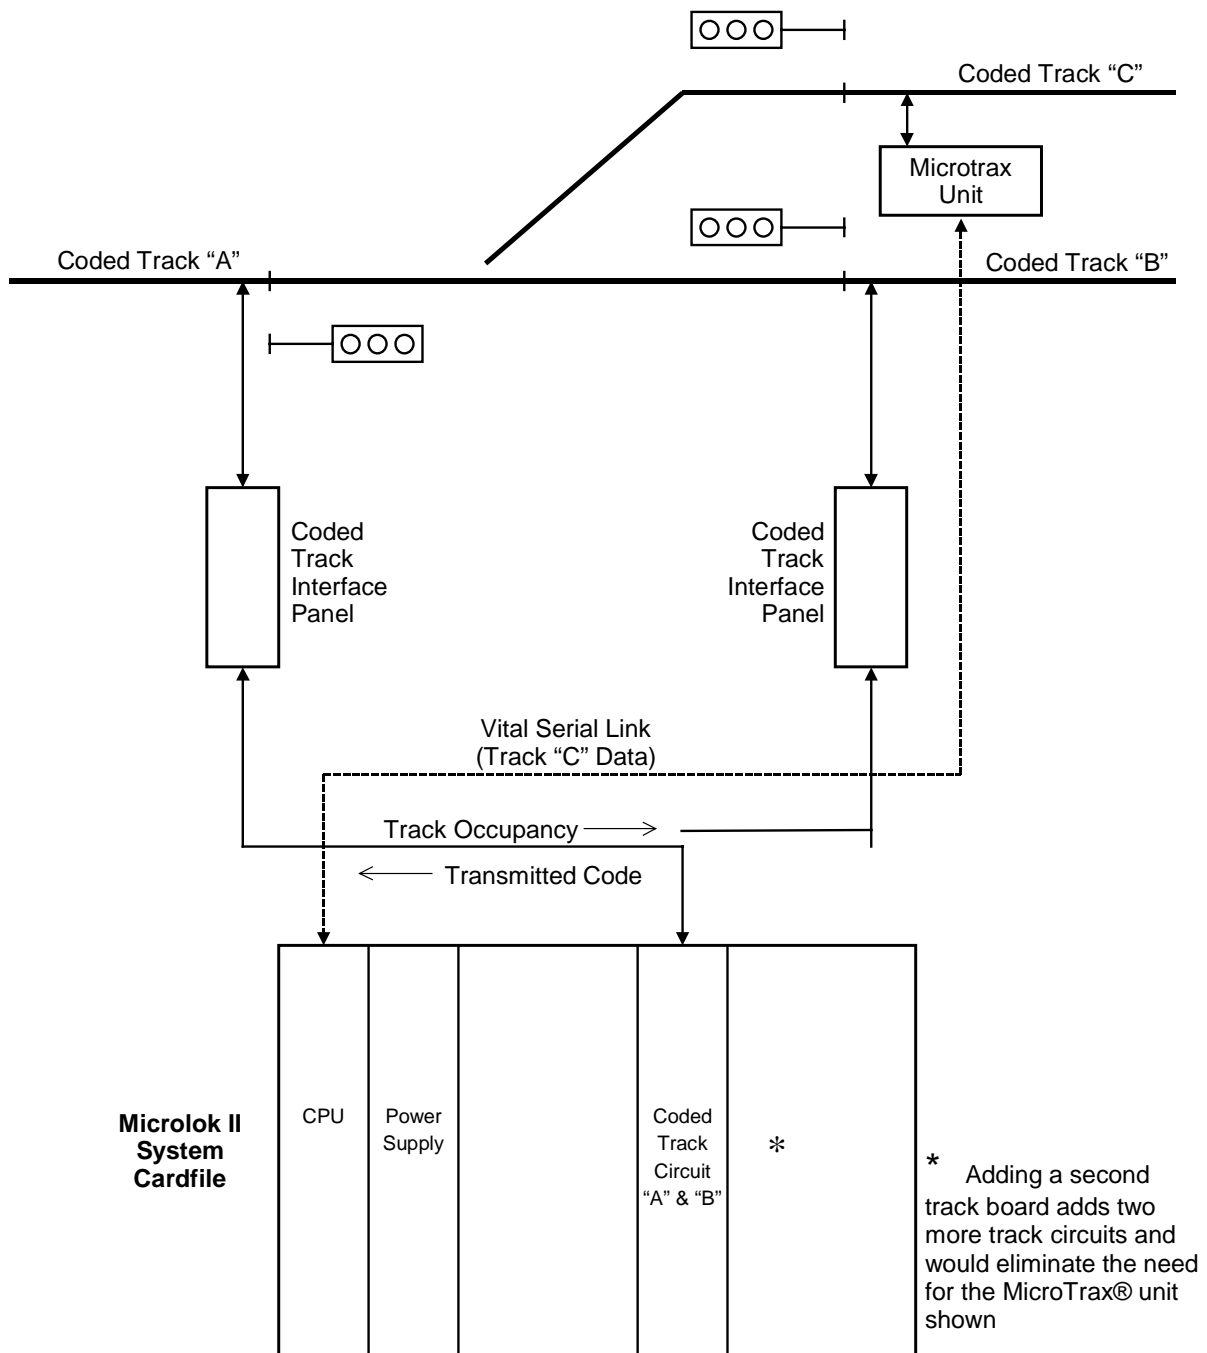 Coded Track “C”
Microtrax
Unit
Coded Track “A”
Coded Track “B”
Coded
Track
Interface
Panel
Coded
Track
Interface
Panel
Vital Serial Link
(Track “C” Data)
Track Occupancy
Transmitted Code
Microlok II
System
Cardfile
CPU
Power
Supply
Coded
Track
Circuit
“A” & “B”
*
* Adding a second
track board adds two
more track circuits and
would eliminate the need
for the MicroTrax® unit
shown